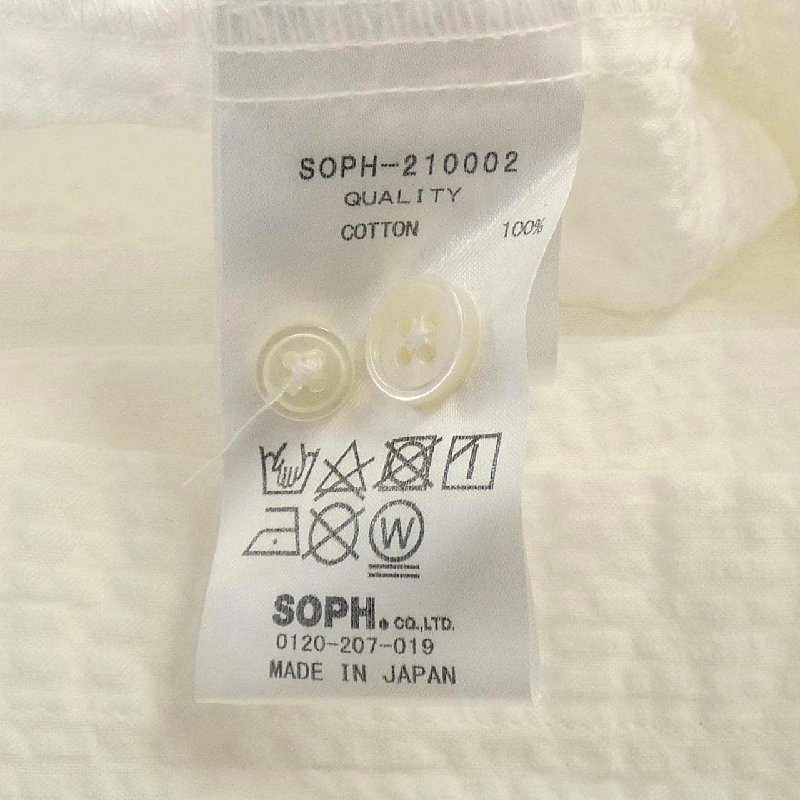 SOPH-210002
QUALITY
COTTON 100%
W
SOPH. CO.,LTD.
0120-207-019
MADE IN JAPAN